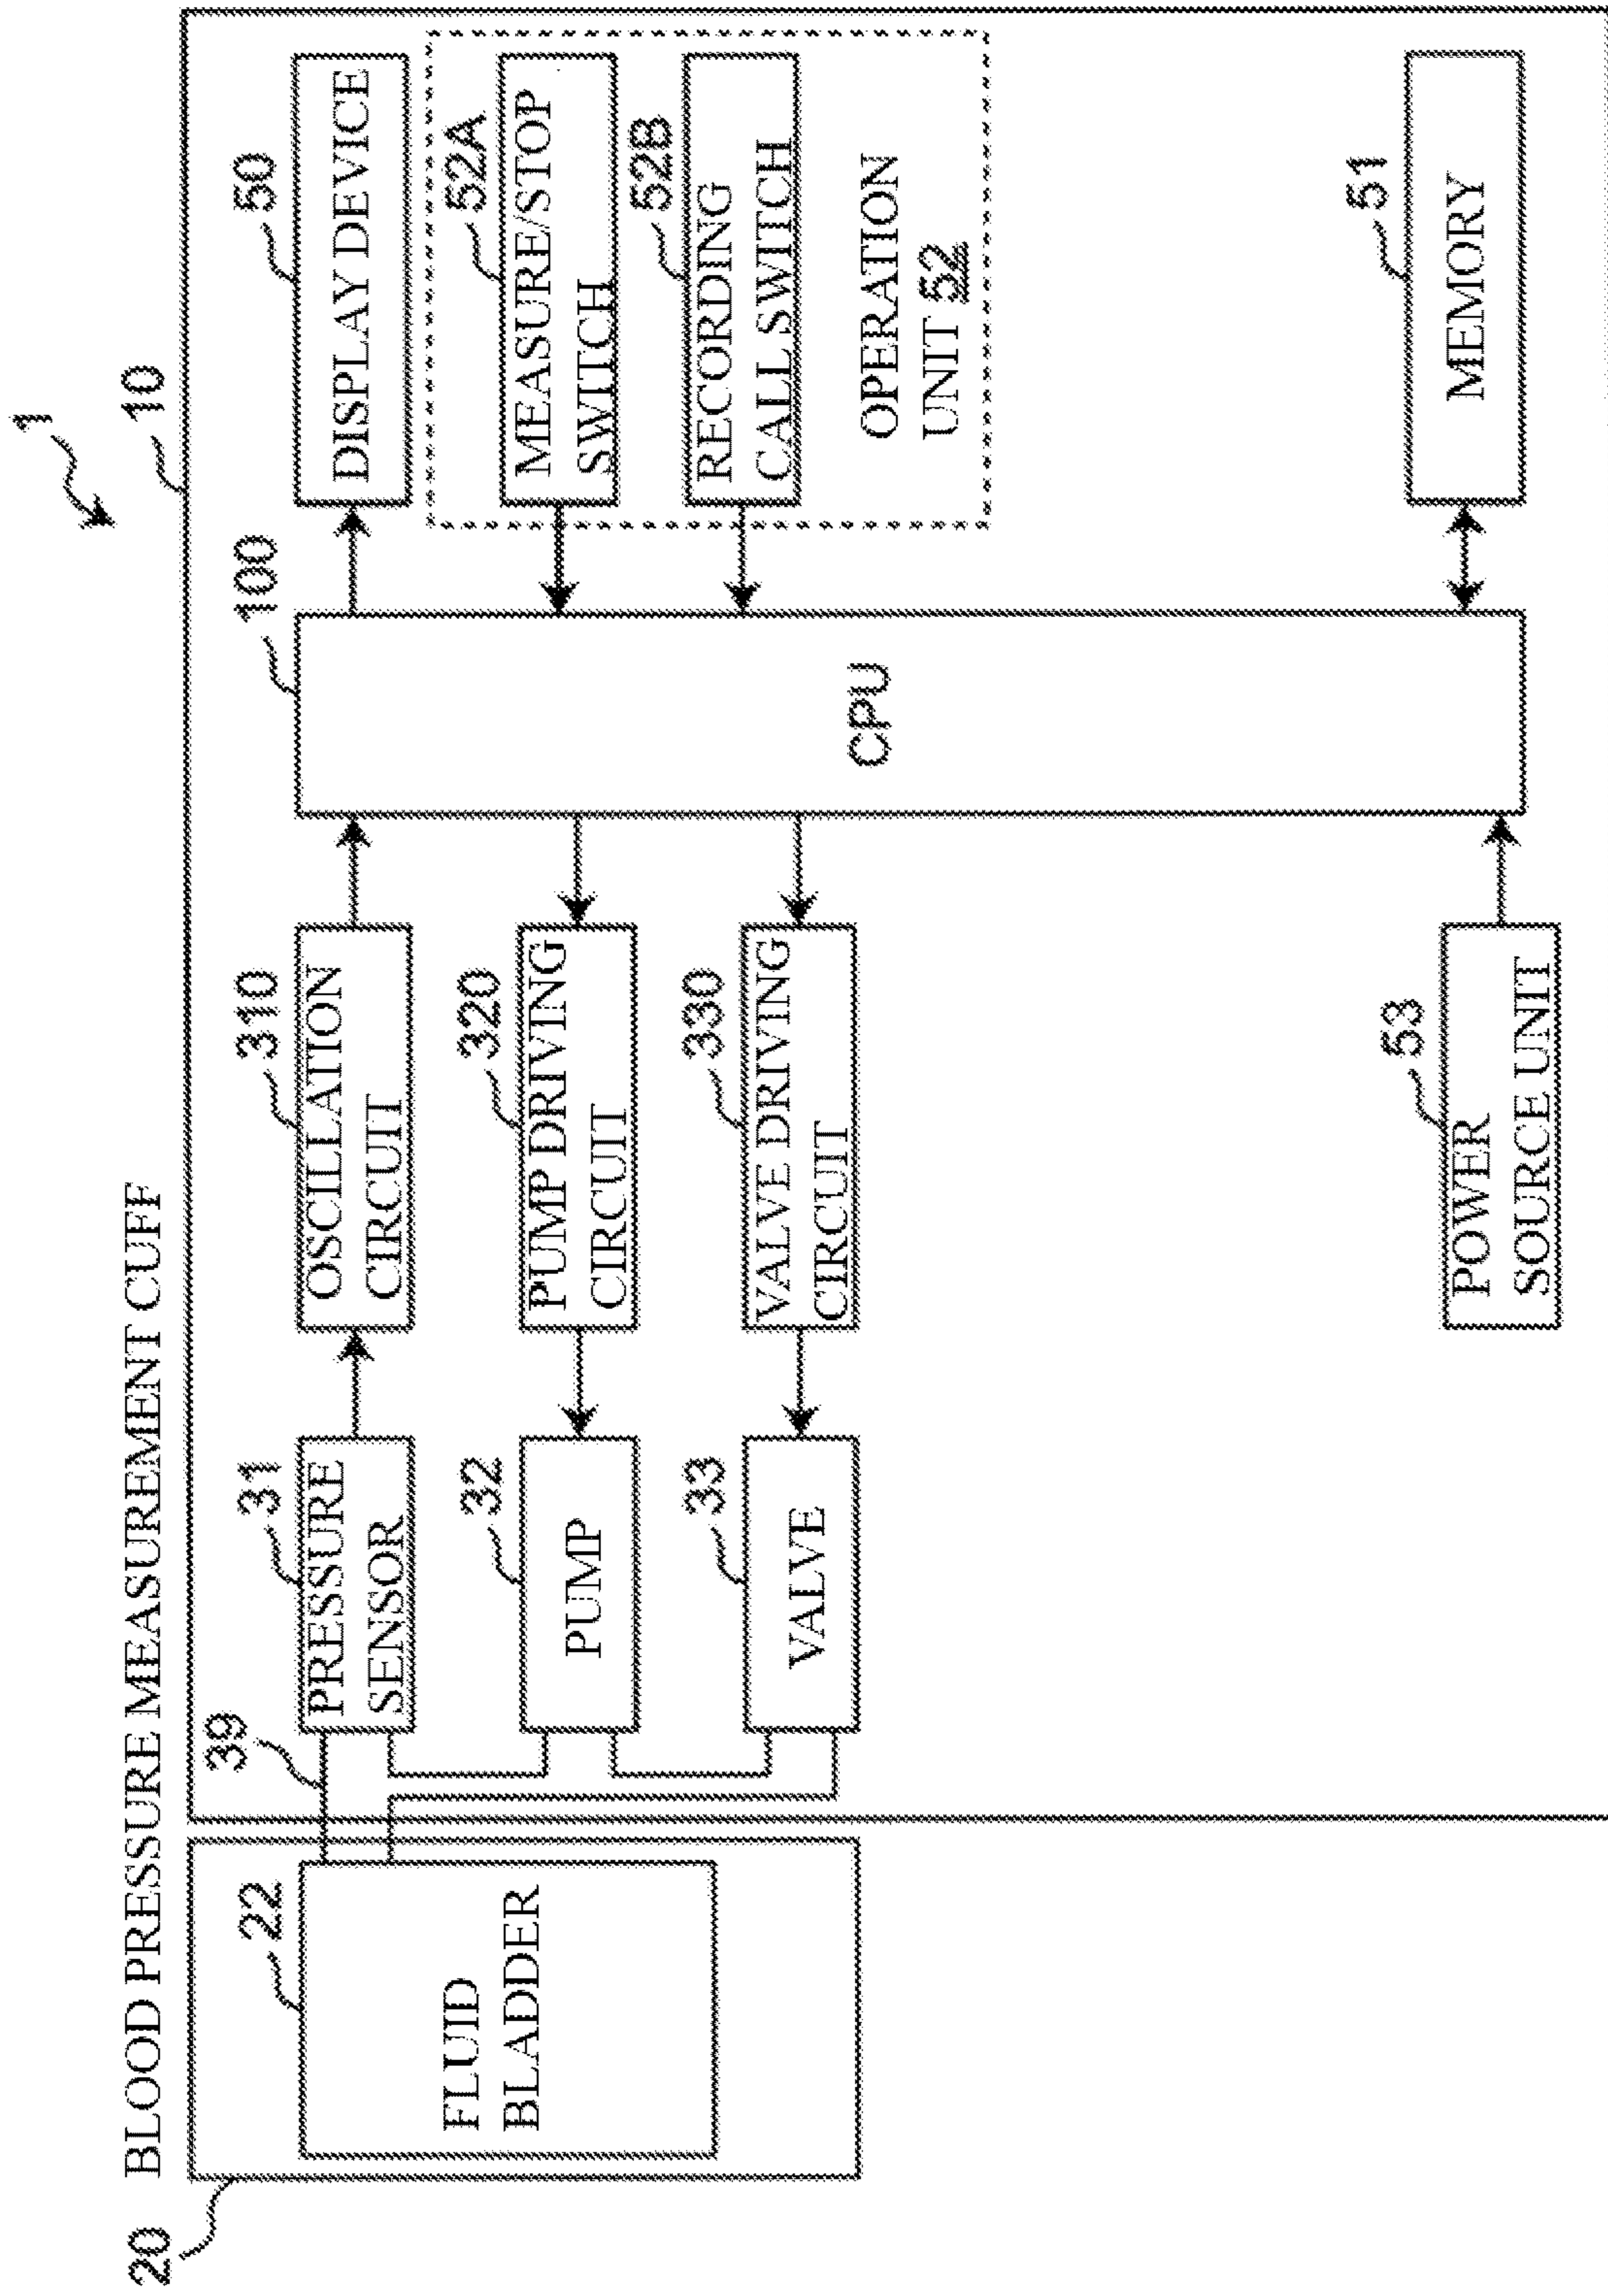 1
10
20 BLOOD PRESSURE MEASUREMENT CUFF
22
FLUID
BLADDER
39
31
PRESSURE
SENSOR
310
OSCILLATION
CIRCUIT
100
CPU
50
DISPLAY DEVICE
32
PUMP
320
PUMP DRIVING
CIRCUIT
52A
MEASURE/STOP
SWITCH
33
VALVE
330
VALVE DRIVING
CIRCUIT
52B
RECORDING
CALL SWITCH
OPERATION
UNIT 52
53
POWER
SOURCE UNIT
51
MEMORY